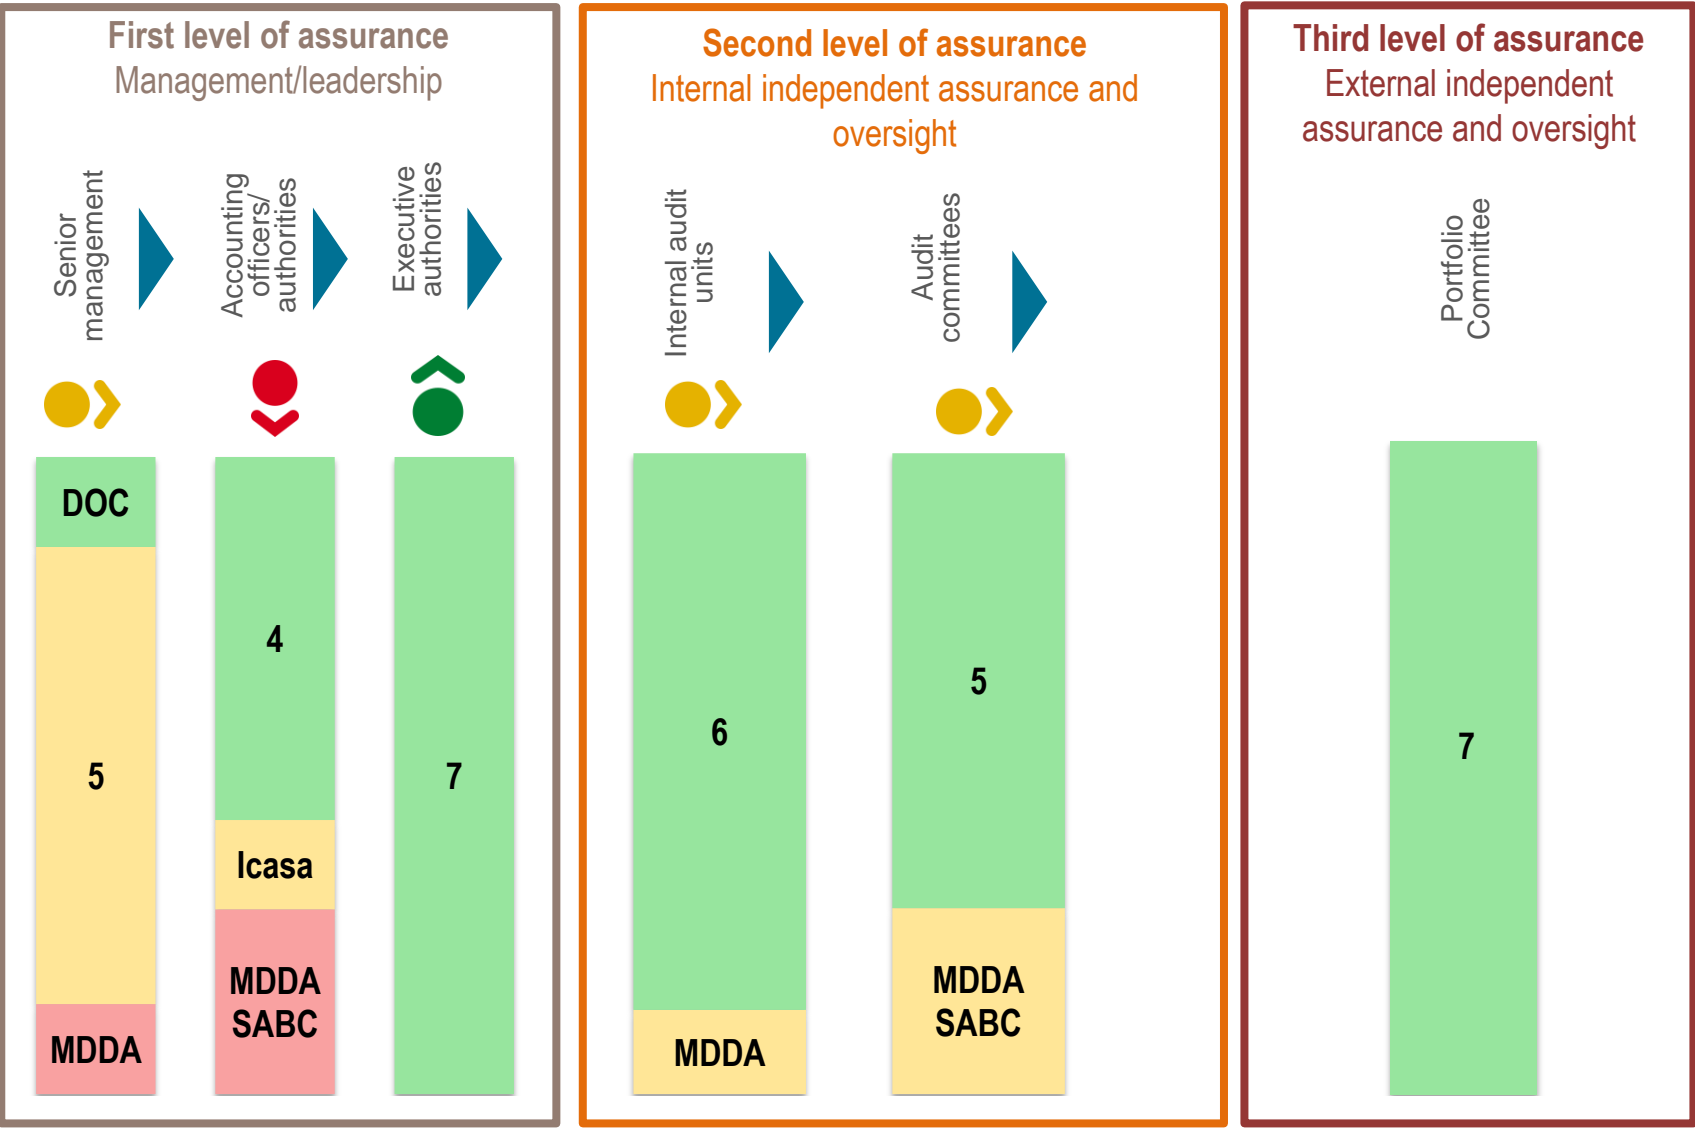 First level of assurance
Management/leadership
Senior
management
Accounting
officers/
authorities
Executive
authorities
DOC
5
MDDA
4
Icasa
MDDA
SABC
7
Second level of assurance
Internal independent assurance and
oversight
Internal audit
units
Audit
committees
6
MDDA
5
MDDA
SABC
Third level of assurance
External independent
assurance and oversight
Portfolio
Committee
7